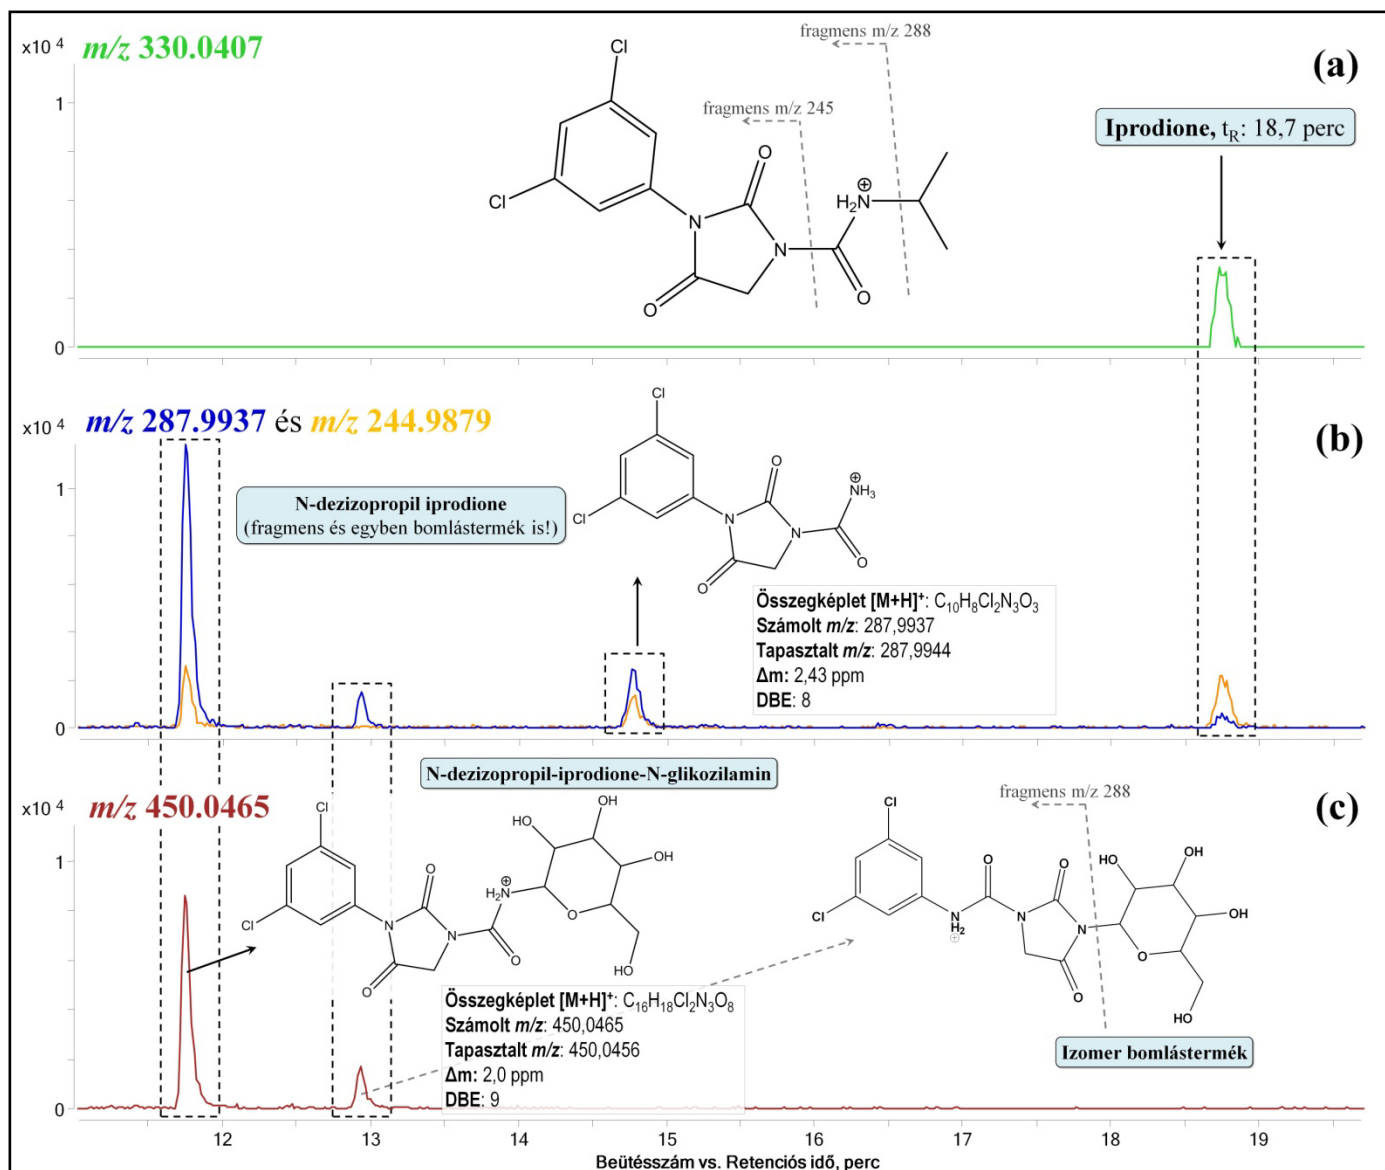 x10 4
m/z 330.0407
fragmens m/z 288
(a)
Cl
fragmens m/z 245
Iprodione, tR: 18,7 perc
1
O
H2N
⊕
Cl
N
N
O
O
0
x10 4
m/z 287.9937 és m/z 244.9879
(b)
Cl
1
N-dezizopropil iprodione
(fragmens és egyben bomlástermék is!)
O
⊕
NH3
Cl
N
N
O
O
Összegképlet [M+H]+: C10H8Cl2N3O3
Számolt m/z: 287,9937
Tapasztalt m/z: 287,9944
Δm: 2,43 ppm
DBE: 8
0
N-dezizopropil-iprodione-N-glikozilamin
x10 4
m/z 450.0465
fragmens m/z 288
(c)
Cl
OH
HO
OH
⊕
H2N
O
O
Cl
N
N
O
O
HO
Cl
O
O
HO
OH
OH
Cl
N
H2
⊕
N
N
O
O
HO
1
Összegképlet [M+H]+: C16H18Cl2N3O8
Számolt m/z: 450,0465
Tapasztalt m/z: 450,0456
Δm: 2,0 ppm
DBE: 9
Izomer bomlástermék
0
12 13 14 15 16 17 18 19
Beütésszám vs. Retenciós idő, perc